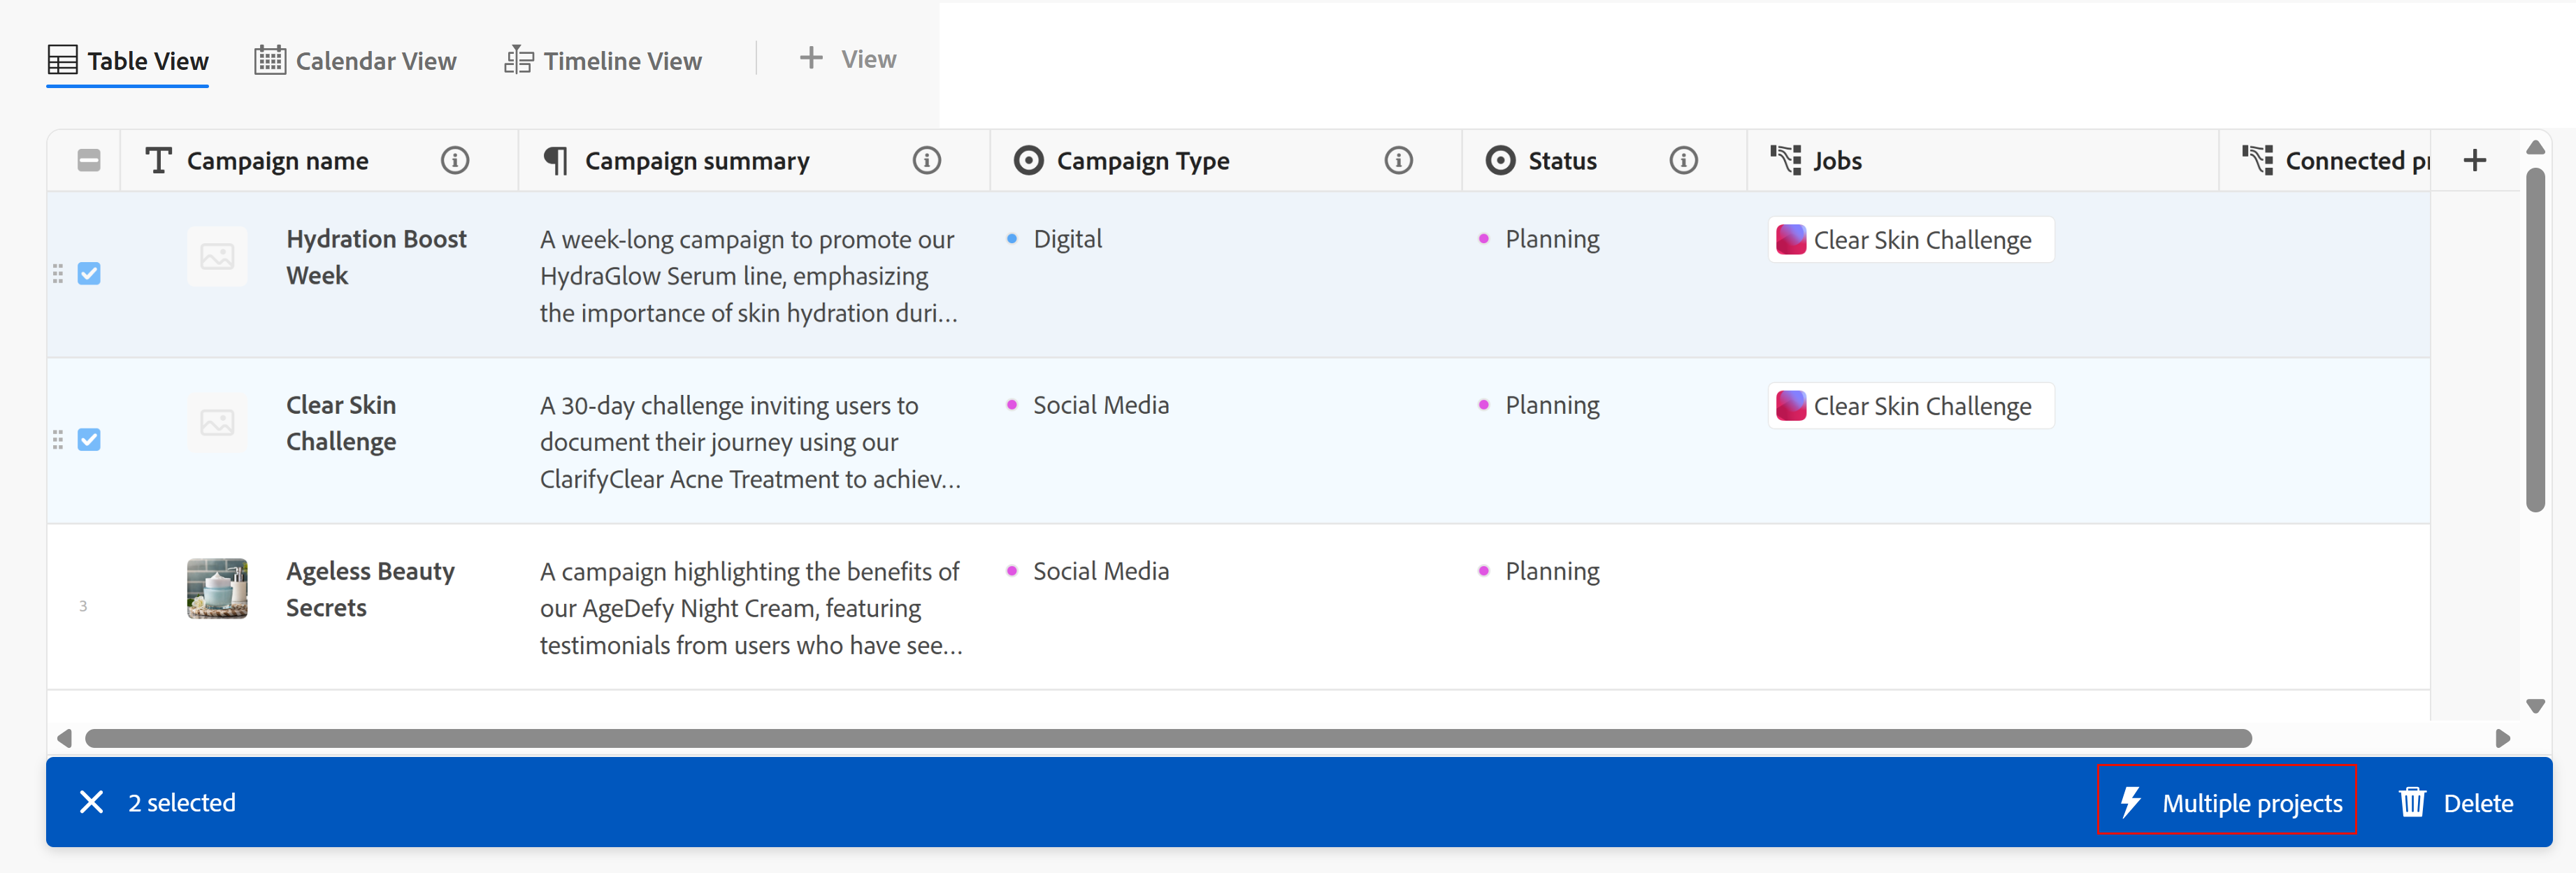 Table View
Calendar View
Timeline View
+ View
Campaign name
Campaign summary
Campaign Type
Status
Jobs
Connected pr
Hydration Boost
Week
A week-long campaign to promote our
HydraGlow Serum line, emphasizing
the importance of skin hydration duri...
Digital
Planning
Clear Skin Challenge
Clear Skin
Challenge
A 30-day challenge inviting users to
document their journey using our
ClarifyClear Acne Treatment to achiev...
Social Media
Planning
Clear Skin Challenge
3
Ageless Beauty
Secrets
A campaign highlighting the benefits of
our AgeDefy Night Cream, featuring
testimonials from users who have see...
Social Media
Planning
2 selected
Multiple projects
Delete